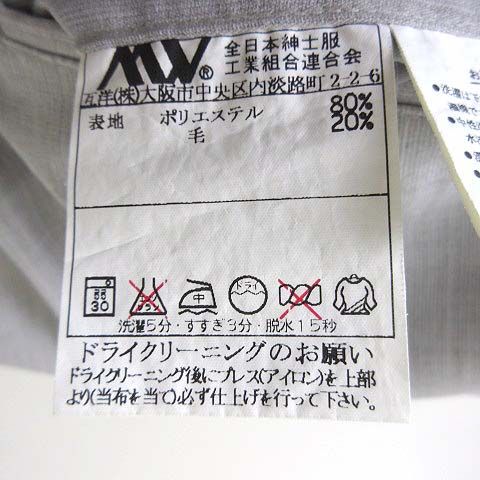 MW® 全日本紳士服
工業組合連合会
互洋(株)大阪市中央区内淡路町2-2-6
表地 ポリエステル 80%
毛 20%
30 中 ドライ
洗濯5分・すすぎ3分・脱水15秒
ドライクリーニングのお願い
ドライクリーニング後にプレス(アイロン)を上部
より(当布を当て)必ず仕上げを行って下さい。